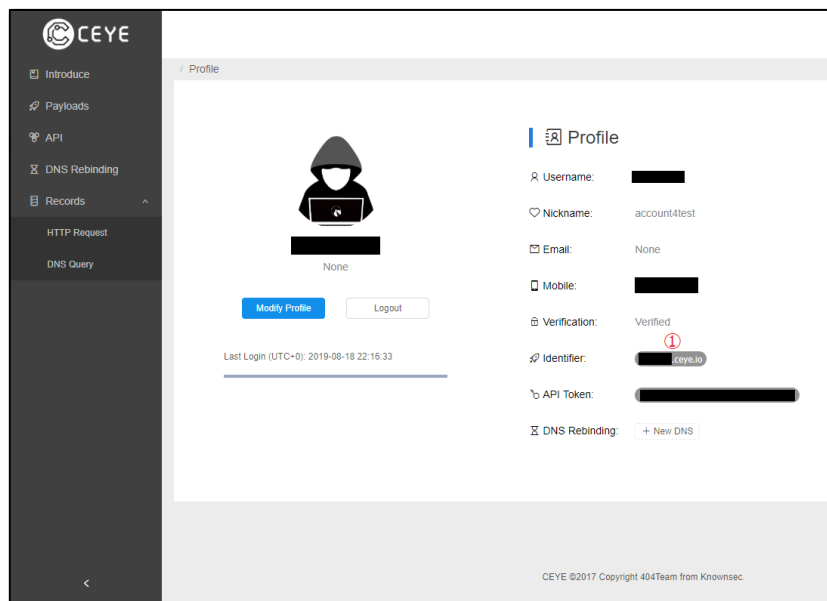 CEYE
Introduce
Payloads
API
DNS Rebinding
Records
HTTP Request
DNS Query
/ Profile
None
Modify Profile
Logout
Last Login (UTC+0): 2019-08-18 22:16:33
Profile
Username:
Nickname: account4test
Email: None
Mobile:
Verification: Verified
①
Identifier: .ceye.io
API Token:
DNS Rebinding: + New DNS
CEYE ©2017 Copyright 404Team from Knownsec.